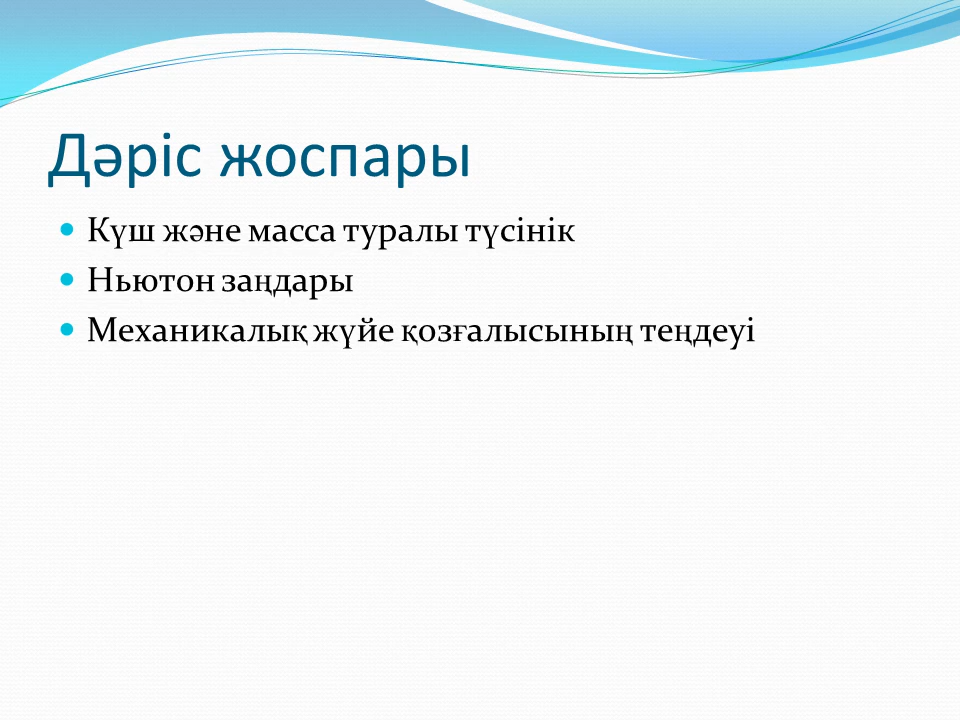 Дәріс жоспары
Күш және масса туралы түсінік
Ньютон заңдары
Механикалық жүйе қозғалысының теңдеуі